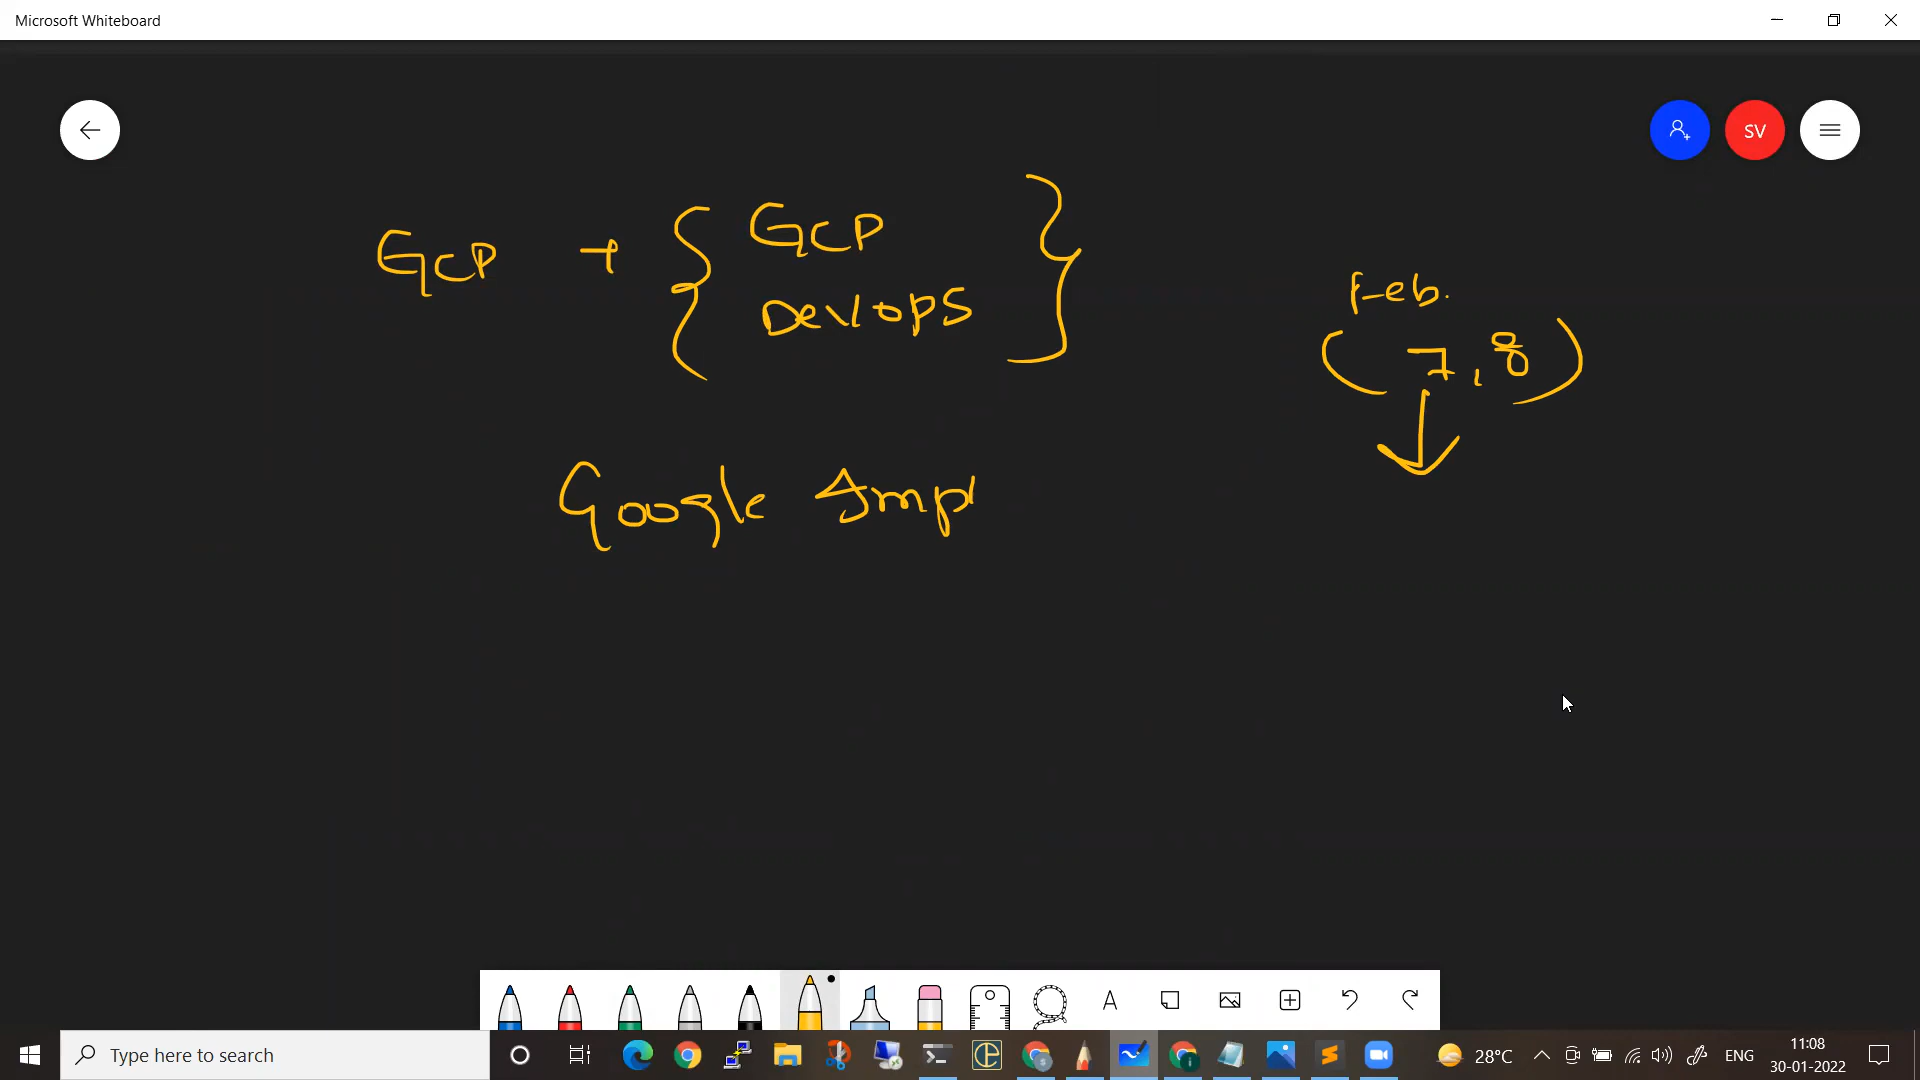 Microsoft Whiteboard
SV
GCP + { GCP }
Devops
Feb.
( 7, 8 )
Google Impl
Type here to search
28°C
ENG
11:08
30-01-2022